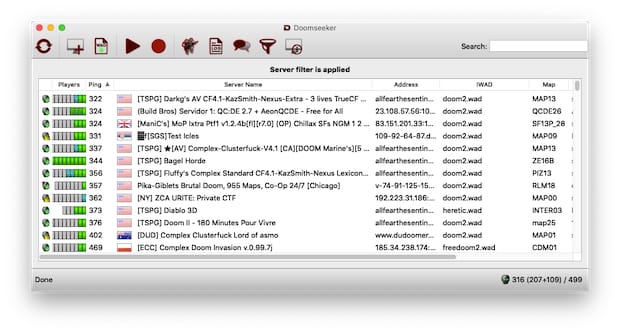 Doomseeker
Search:
Server filter is applied
Players Ping Server Name Address IWAD Map
322 [TSPG] Darkg's AV CF4.1-KazSmith-Nexus-Extra - 3 lives TrueCF ... allfearthesentin... doom2.wad MAP13
324 (Build Bros) Servidor 1: QC:DE 2.7 + SeronQCDE - Free For All 23.108.57.56:10... doom2.wad QCDE26
324 [ManiC's] MoP lxtra Ptf1 v1.2.4b[fl][r7.0] (OP) Chillax SFs NGM 1 2 ... 83.151.201.33:1... doom2.wad SF13P_28
331 f[SGS]Test Icles 109-92-64-87.d... doom2.wad MAP09
337 [TSPG] ★[AV] Complex-Clusterfuck-V4.1 [CA][DOOM Marine's][5 ... allfearthesentin... doom2.wad MAP13
344 [TSPG] Bagel Horde allfearthesentin... doom2.wad ZE16B
356 [TSPG] Fluffy's Complex Standard CF4.1-KazSmith-Nexus Lexicon... allfearthesentin... doom2.wad PIZ13
357 Pika-Giblets Brutal Doom, 955 Maps, Co-Op 24/7 [Chicago] v-74-91-125-15... doom2.wad RLM18
362 [NY] ZCA URITE: Private CTF 192.223.31.186:... doom2.wad MAP00
373 [TSPG] Diablo 3D allfearthesentin... heretic.wad INTER03
376 [TSPG] Doom II - 180 Minutes Pour Vivre allfearthesentin... doom2.wad map25
402 [DUD] Complex Clusterfuck Lord of asmo www.dudoomer... doom2.wad MAP01
469 [ECC] Complex Doom Invasion v.0.99.7j 185.34.238.174:... freedoom2.wad CDM01
Done 316 (207+109) / 499